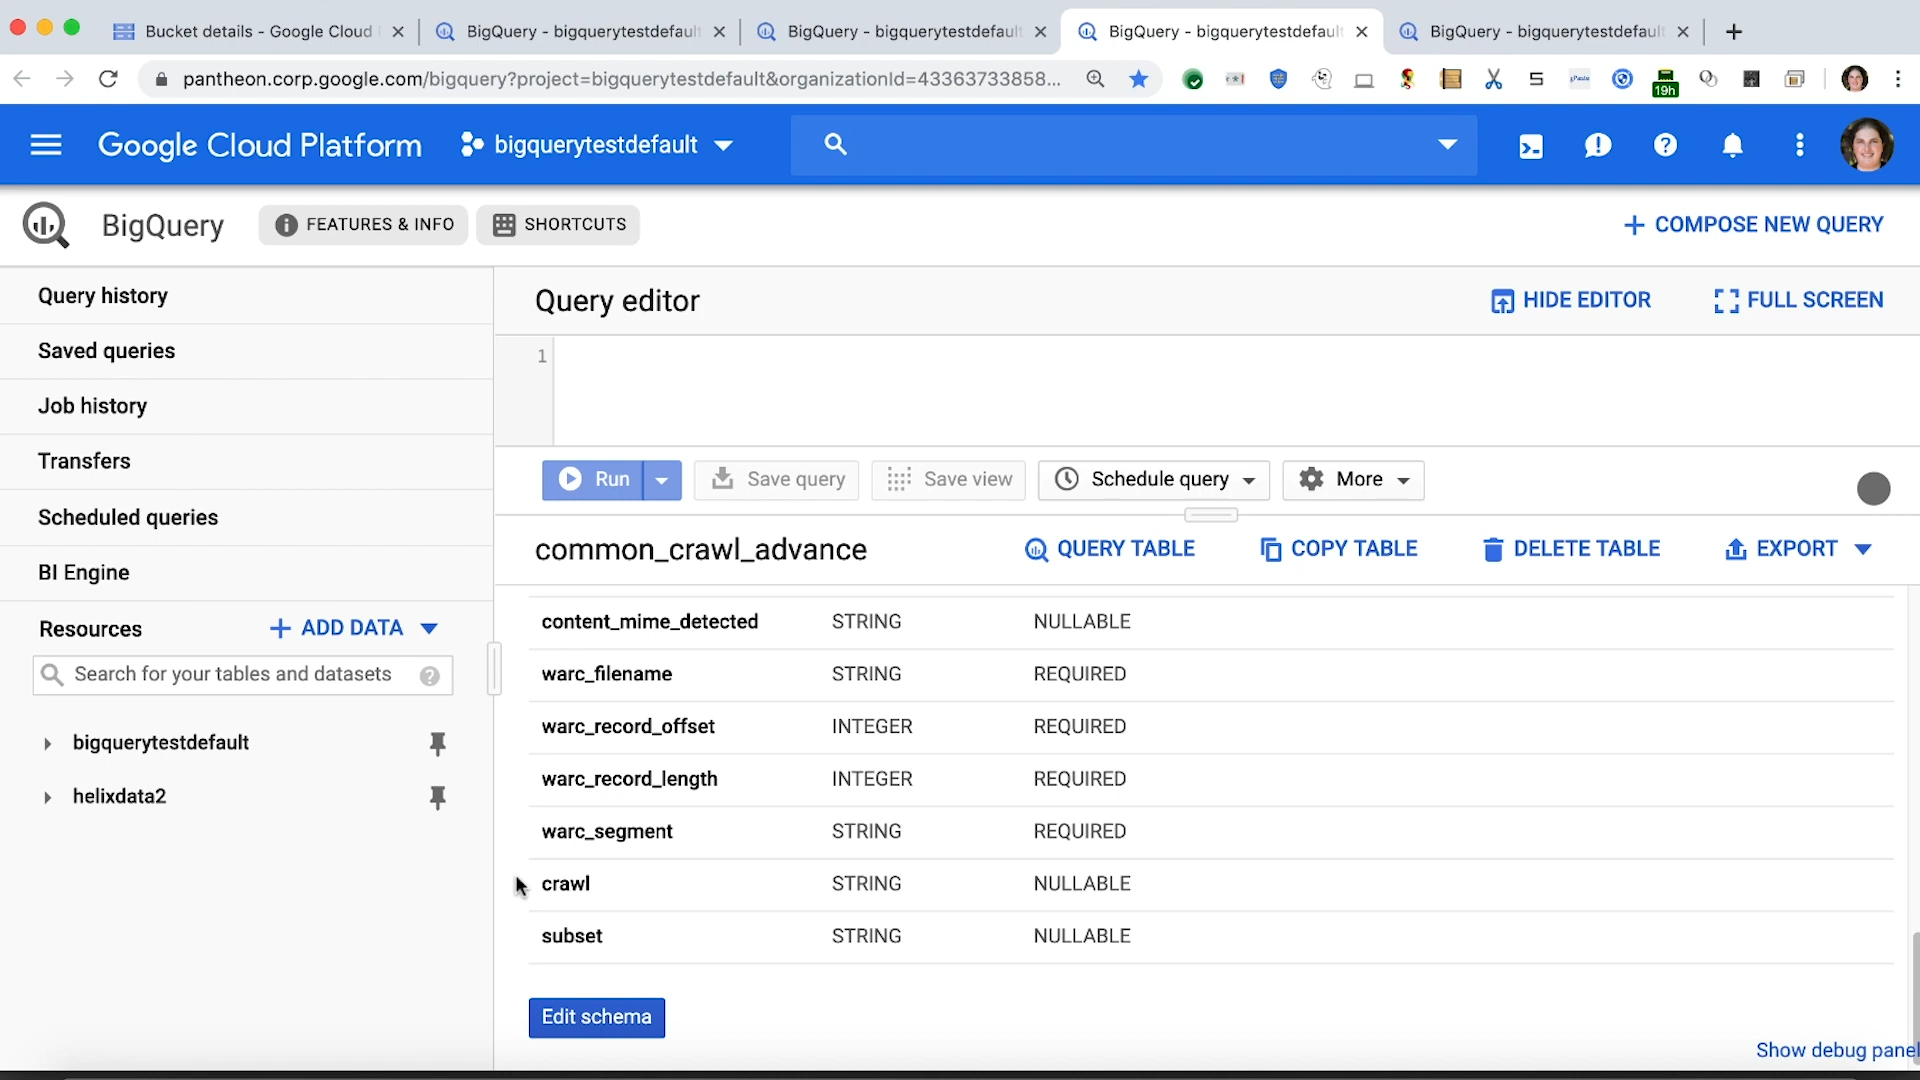 Bucket details - Google Cloud
BigQuery - bigquerytestdefault
BigQuery - bigquerytestdefault
BigQuery - bigquerytestdefault
BigQuery - bigquerytestdefault
pantheon.corp.google.com/bigquery?project=bigquerytestdefault&organizationId=43363733858...
19h
Google Cloud Platform
bigquerytestdefault
BigQuery
FEATURES & INFO
SHORTCUTS
+ COMPOSE NEW QUERY
Query history
Saved queries
Job history
Transfers
Scheduled queries
BI Engine
Resources
+ ADD DATA
Search for your tables and datasets
bigquerytestdefault
helixdata2
Query editor
HIDE EDITOR
FULL SCREEN
1
Run
Save query
Save view
Schedule query
More
common_crawl_advance
QUERY TABLE
COPY TABLE
DELETE TABLE
EXPORT
content_mime_detected STRING NULLABLE
warc_filename STRING REQUIRED
warc_record_offset INTEGER REQUIRED
warc_record_length INTEGER REQUIRED
warc_segment STRING REQUIRED
crawl STRING NULLABLE
subset STRING NULLABLE
Edit schema
Show debug panel